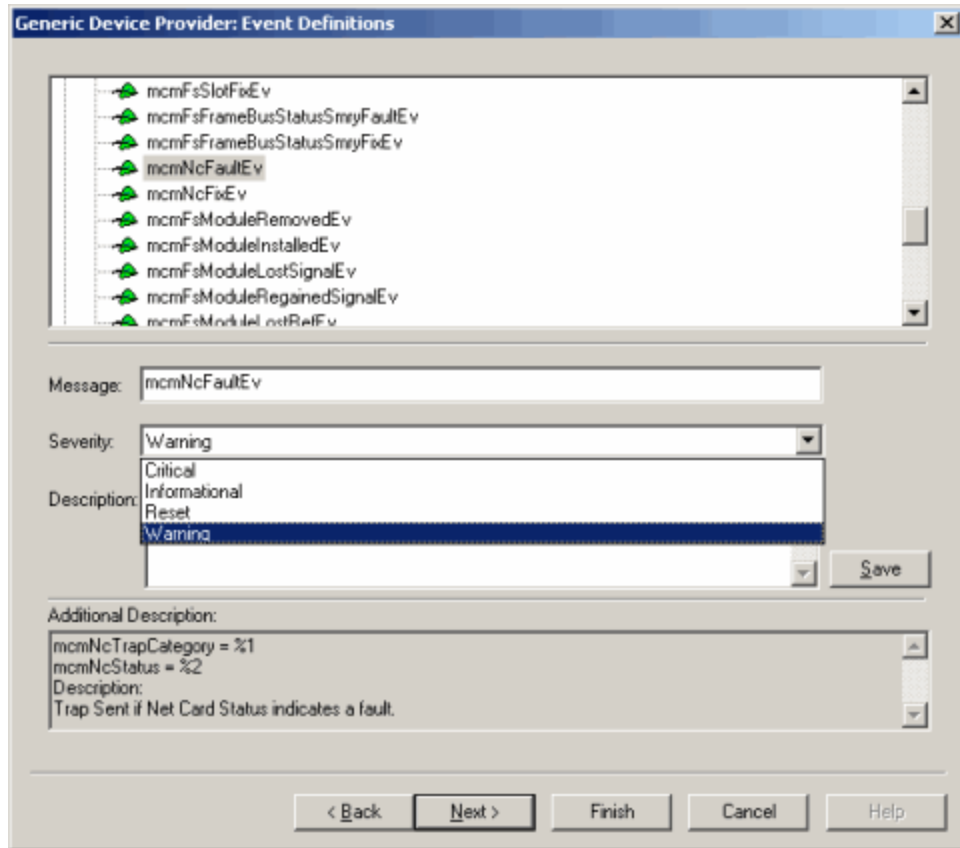 Generic Device Provider: Event Definitions
mcmFsSlotFixEv
mcmFsFrameBusStatusSmryFaultEv
mcmFsFrameBusStatusSmryFixEv
mcmNcFaultEv
mcmNcFixEv
mcmFsModuleRemovedEv
mcmFsModuleInstalledEv
mcmFsModuleLostSignalEv
mcmFsModuleRegainedSignalEv
mcmFsModuleLostRefEv
Message: mcmNcFaultEv
Severity: Warning
Critical
Description: Informational
Reset
Warning
Save
Additional Description:
mcmNcTrapCategory = %1
mcmNcStatus = %2
Description:
Trap Sent if Net Card Status indicates a fault.
< Back Next > Finish Cancel Help